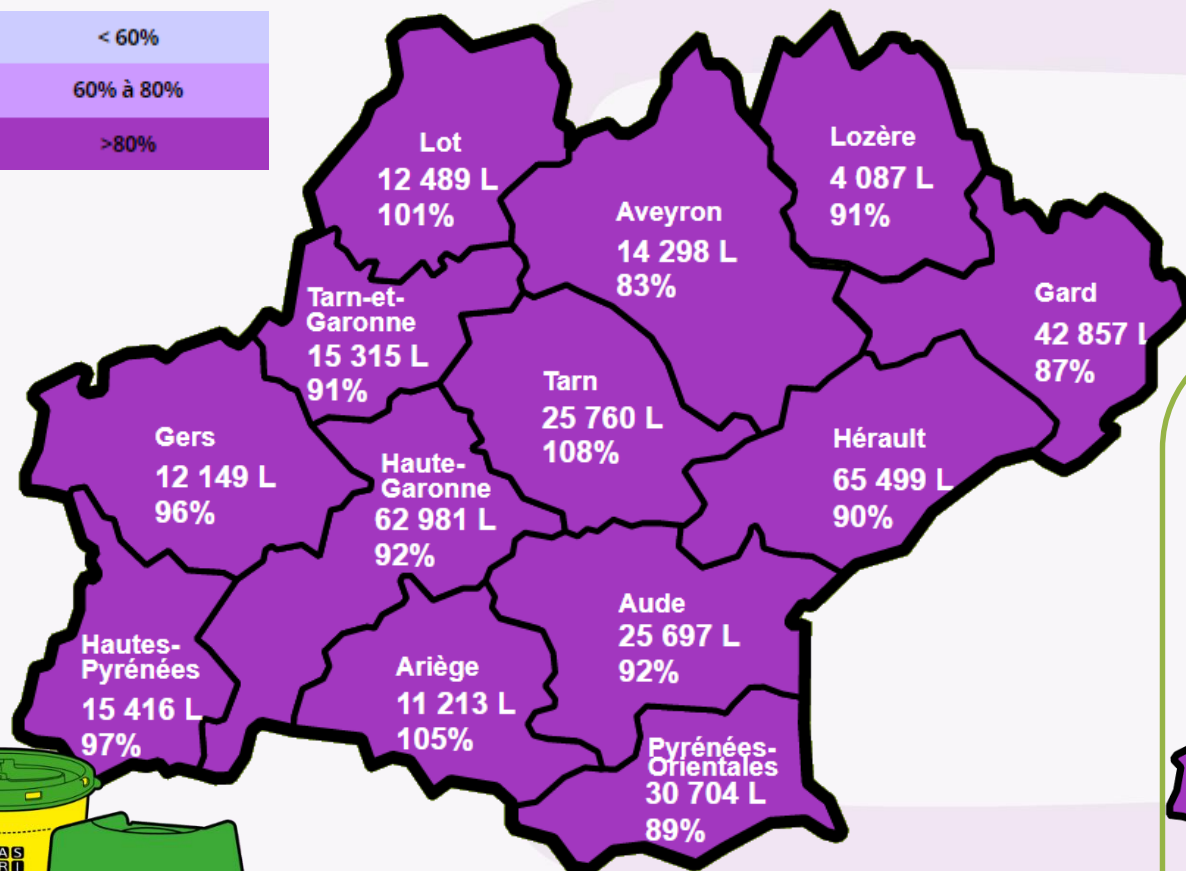 < 60%
60% à 80%
>80%
Lot
12 489 L
101%
Lozère
4 087 L
91%
Aveyron
14 298 L
83%
Gard
42 857 L
87%
Tarn-et-
Garonne
15 315 L
91%
Tarn
25 760 L
108%
Gers
12 149 L
96%
Haute-
Garonne
62 981 L
92%
Hérault
65 499 L
90%
Aude
25 697 L
92%
Hautes-
Pyrénées
15 416 L
97%
Ariège
11 213 L
105%
Pyrénées-
Orientales
30 704 L
89%
AS
RI